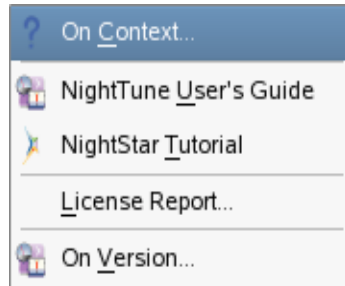 On Context...
NightTune User's Guide
NightStar Tutorial
License Report...
On Version...